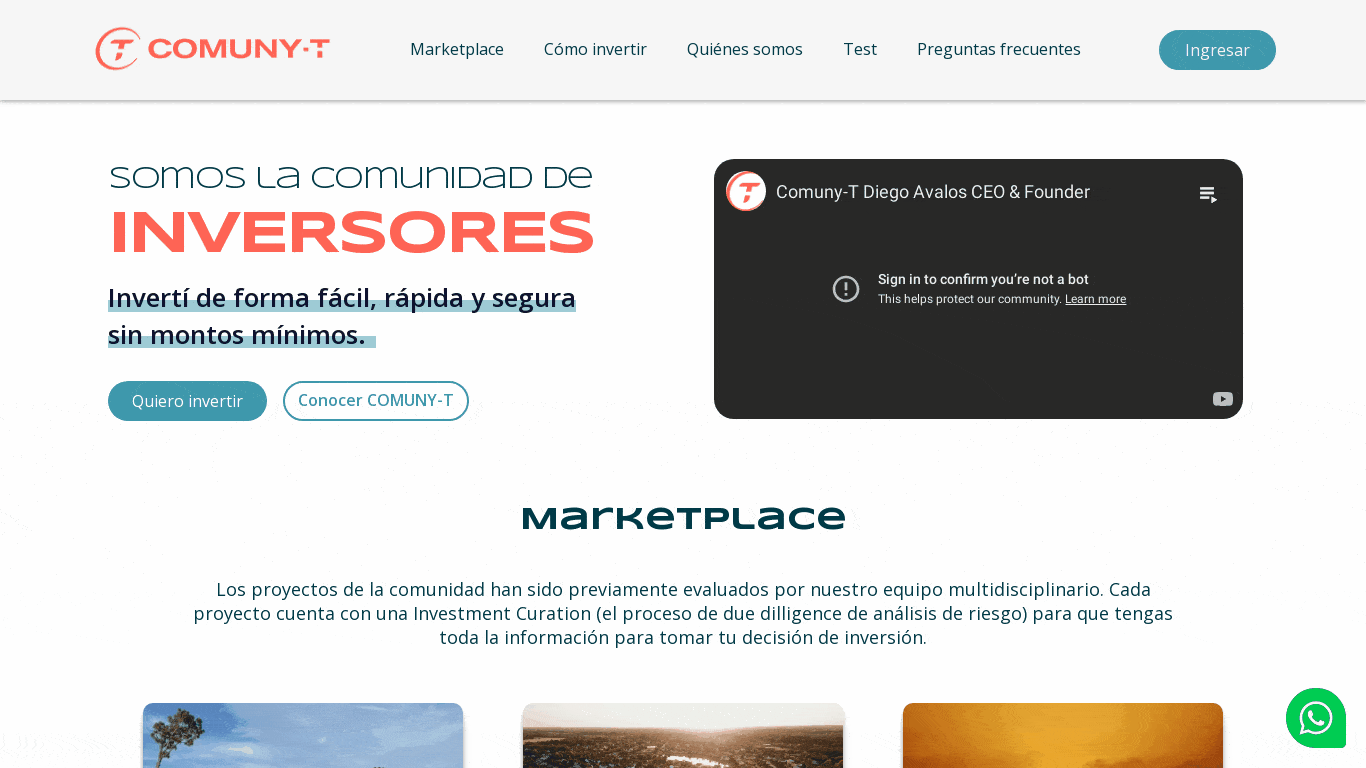 COMUNY-T
Marketplace
Cómo invertir
Quiénes somos
Test
Preguntas frecuentes
Ingresar
somos la comunidad de
INVERSORES
Invertí de forma fácil, rápida y segura
sin montos mínimos.
Quiero invertir
Conocer COMUNY-T
Comuny-T Diego Avalos CEO & Founder
Sign in to confirm you’re not a bot
This helps protect our community. Learn more
Marketplace
Los proyectos de la comunidad han sido previamente evaluados por nuestro equipo multidisciplinario. Cada
proyecto cuenta con una Investment Curation (el proceso de due dilligence de análisis de riesgo) para que tengas
toda la información para tomar tu decisión de inversión.